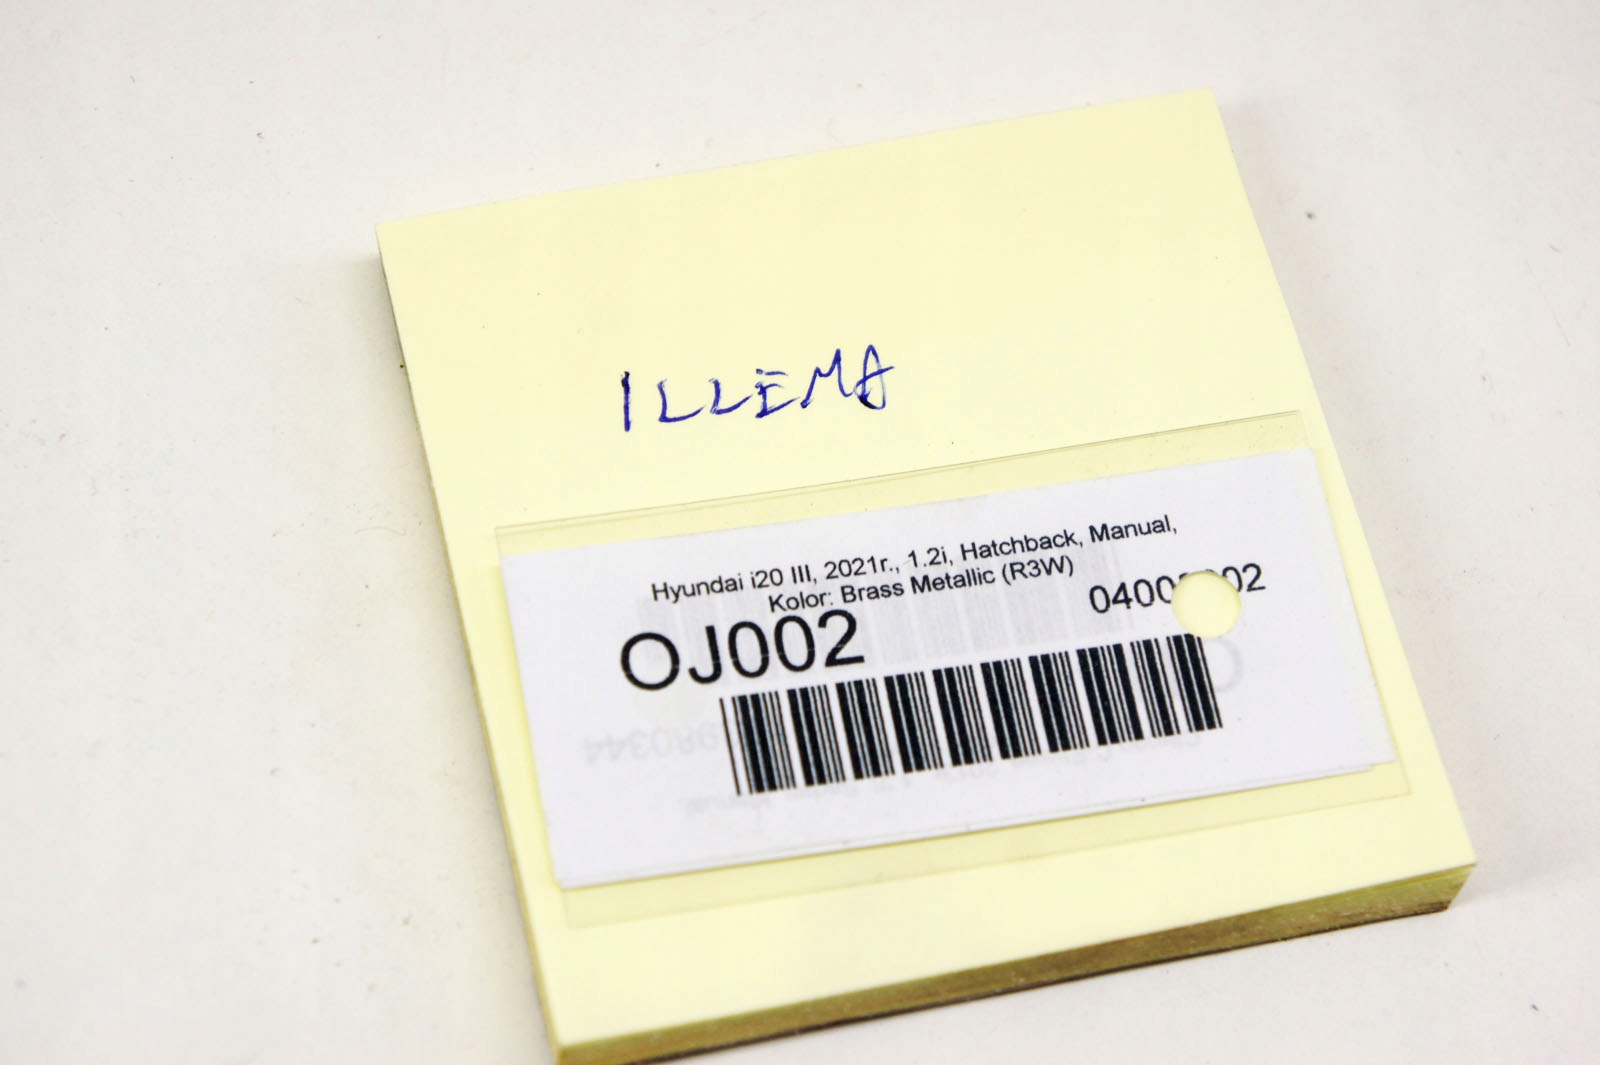 ILLEMA
Hyundai i20 III, 2021r., 1.2i, Hatchback, Manual,
Kolor: Brass Metallic (R3W)
OJ002